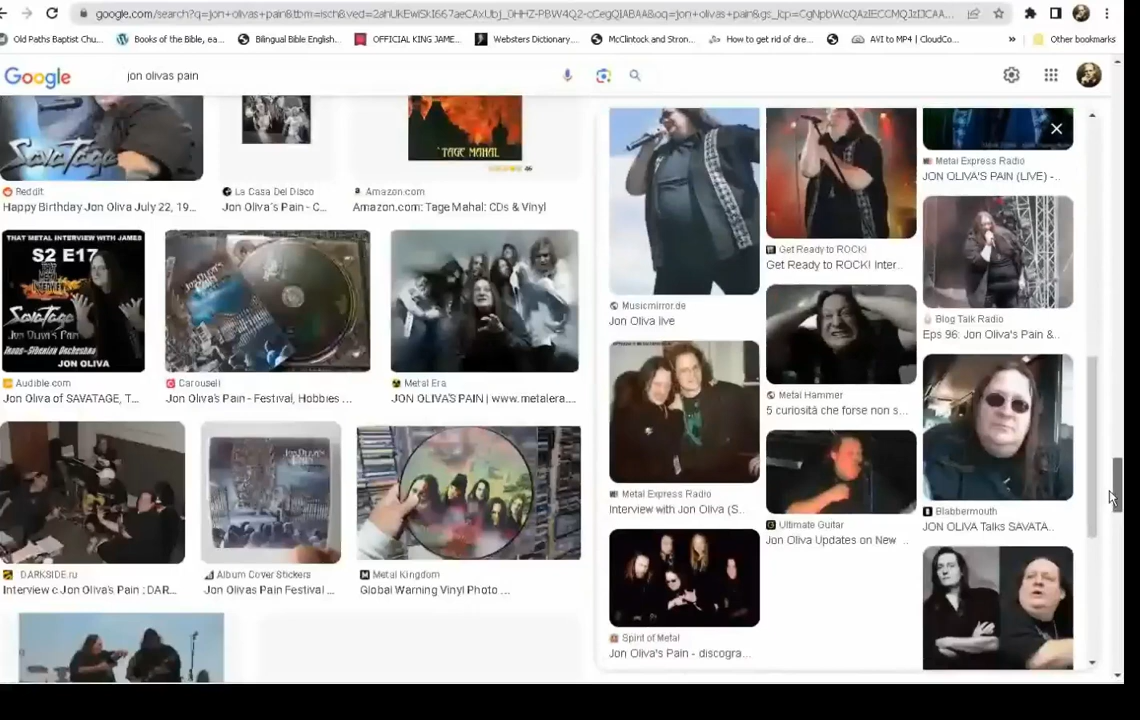 google.com/search?q=jon+olivas+pain&tbm=isch&ved=2ahUKEwiSkI667aeCAxUbj_0HHZ-PBW4Q2-cCegQIABAA&oq=jon+olivas+pain&gs_lcp=CgNpbWcQAzIECCMQJzIDCAA...
Old Paths Baptist Chu...
Books of the Bible, ea...
Bilingual Bible English...
OFFICIAL KING JAME...
Websters Dictionary...
McClintock and Stron...
How to get rid of dre...
AVI to MP4 | CloudCo...
»
Other bookmarks
Google
jon olivas pain
SAVATAGE
'TAGE MAHAL
Reddit
Happy Birthday Jon Oliva July 22, 19...
La Casa Del Disco
Jon Oliva's Pain - C...
Amazon.com
Amazon.com: Tage Mahal: CDs & Vinyl
THAT METAL INTERVIEW WITH JAMES
S2 E17
SAVATAGE
Jon Oliva's Pain
Trans-Siberian Orchestra
JON OLIVA
Audible.com
Jon Oliva of SAVATAGE, T...
Carousell
Jon Oliva's Pain - Festival, Hobbies ...
Metal Era
JON OLIVA'S PAIN | www.metalera....
DARKSIDE.ru
Interview с Jon Oliva's Pain : DAR...
Jon Oliva's
Album Cover Stickers
Jon Olivas Pain Festival ...
Metal Kingdom
Global Warning Vinyl Photo ...
Musicmirror.de
Jon Oliva live
Metal Express Radio
Interview with Jon Oliva (S...
Spirit of Metal
Jon Oliva's Pain - discogra...
Get Ready to ROCK!
Get Ready to ROCK! Inter...
Metal Hammer
5 curiosità che forse non s...
Ultimate Guitar
Jon Oliva Updates on New ...
Metal Express Radio
JON OLIVA'S PAIN (LIVE) -...
Blog Talk Radio
Eps 96: Jon Oliva's Pain &...
Blabbermouth
JON OLIVA Talks SAVATA...